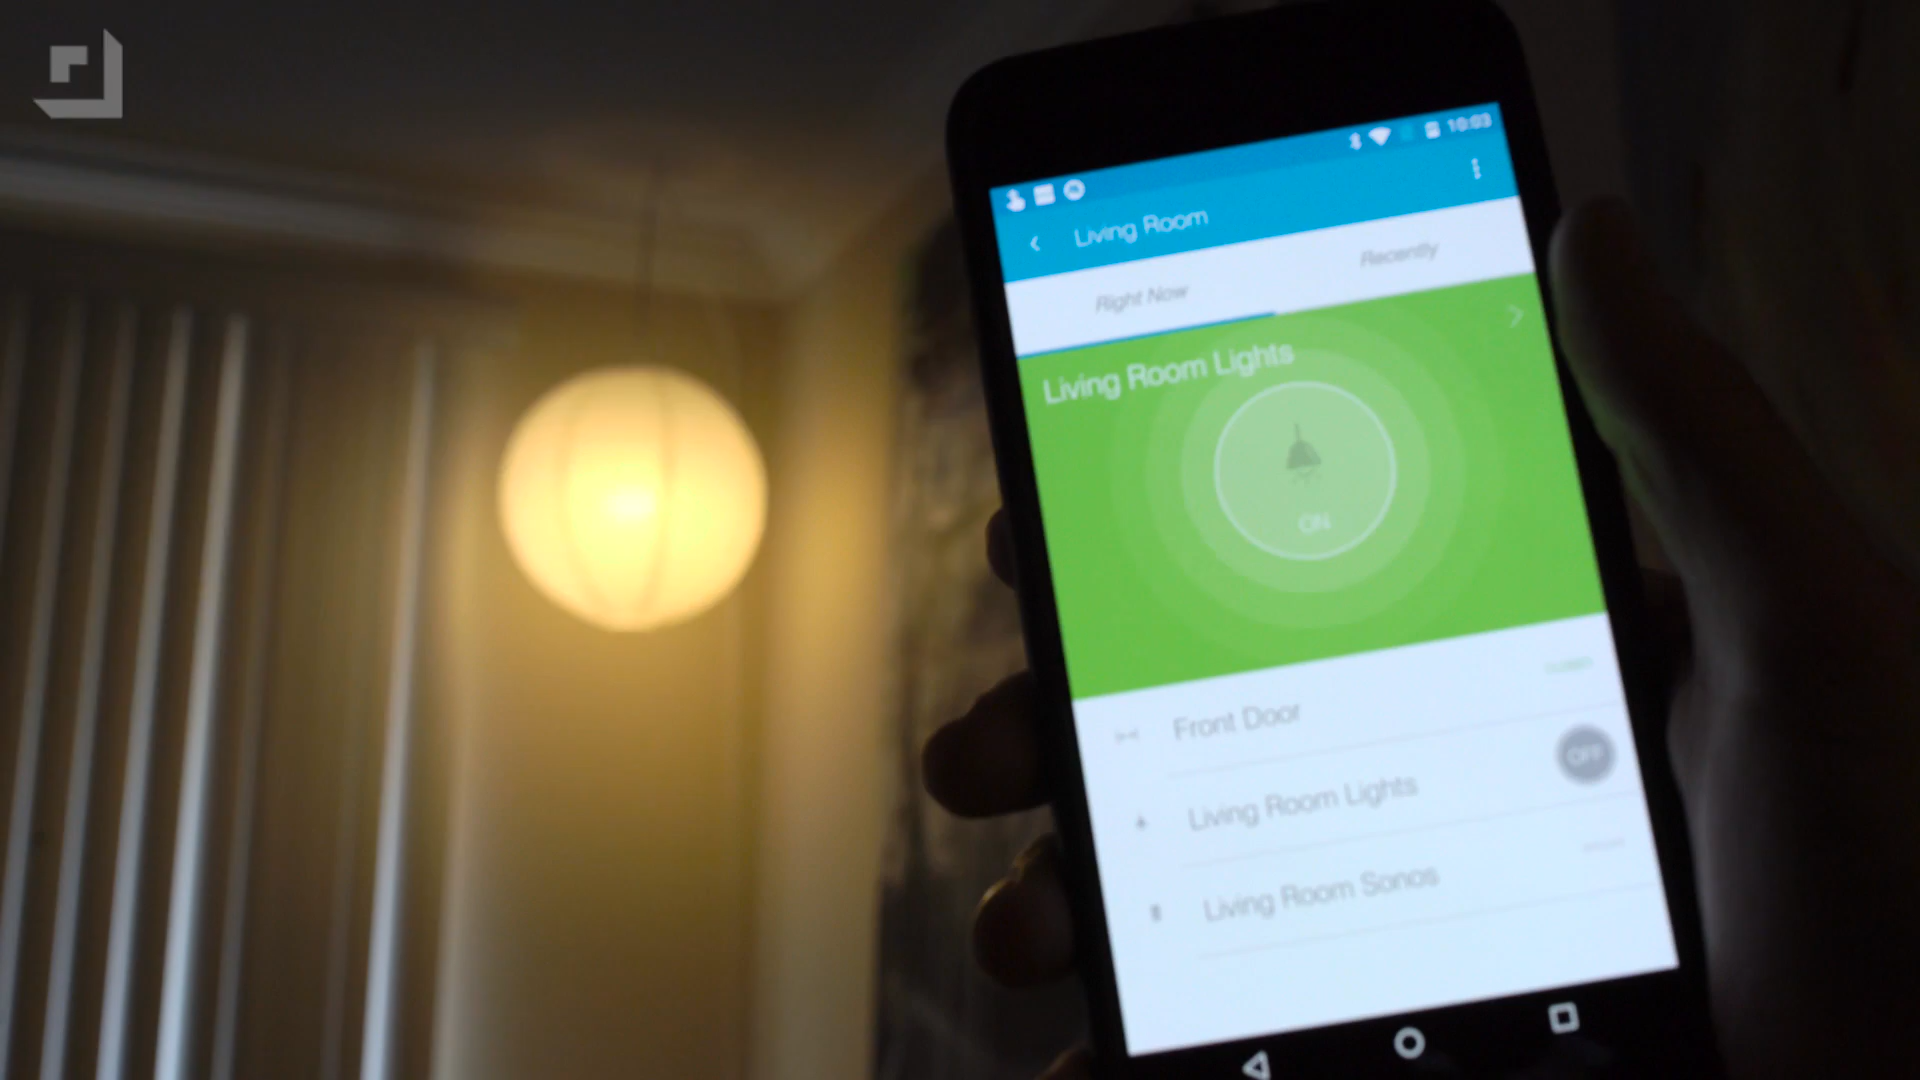 10:03
Living Room
Right Now
Recently
Living Room Lights
ON
Front Door
CLOSED
Living Room Lights
OFF
Living Room Sonos